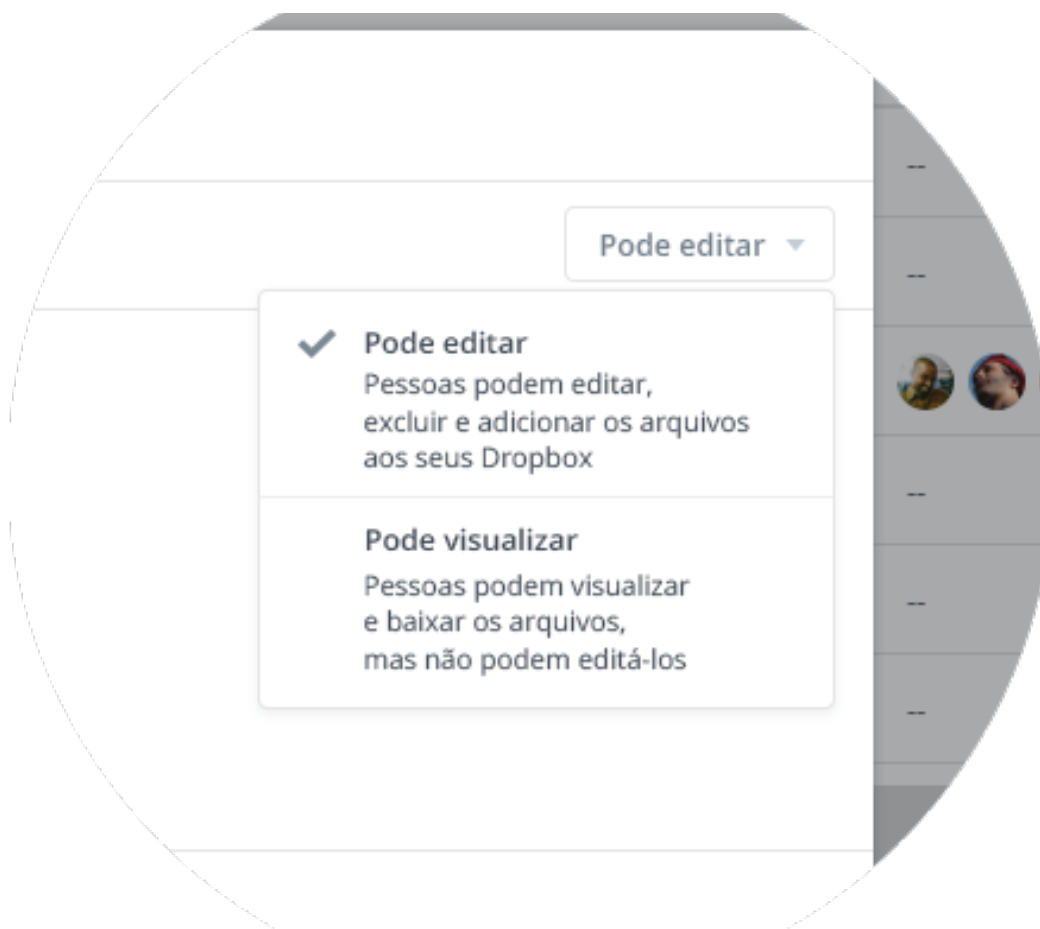 --
Pode editar
--
Pode editar
Pessoas podem editar,
excluir e adicionar os arquivos
aos seus Dropbox
--
Pode visualizar
Pessoas podem visualizar
e baixar os arquivos,
--
mas não podem editá-los
--